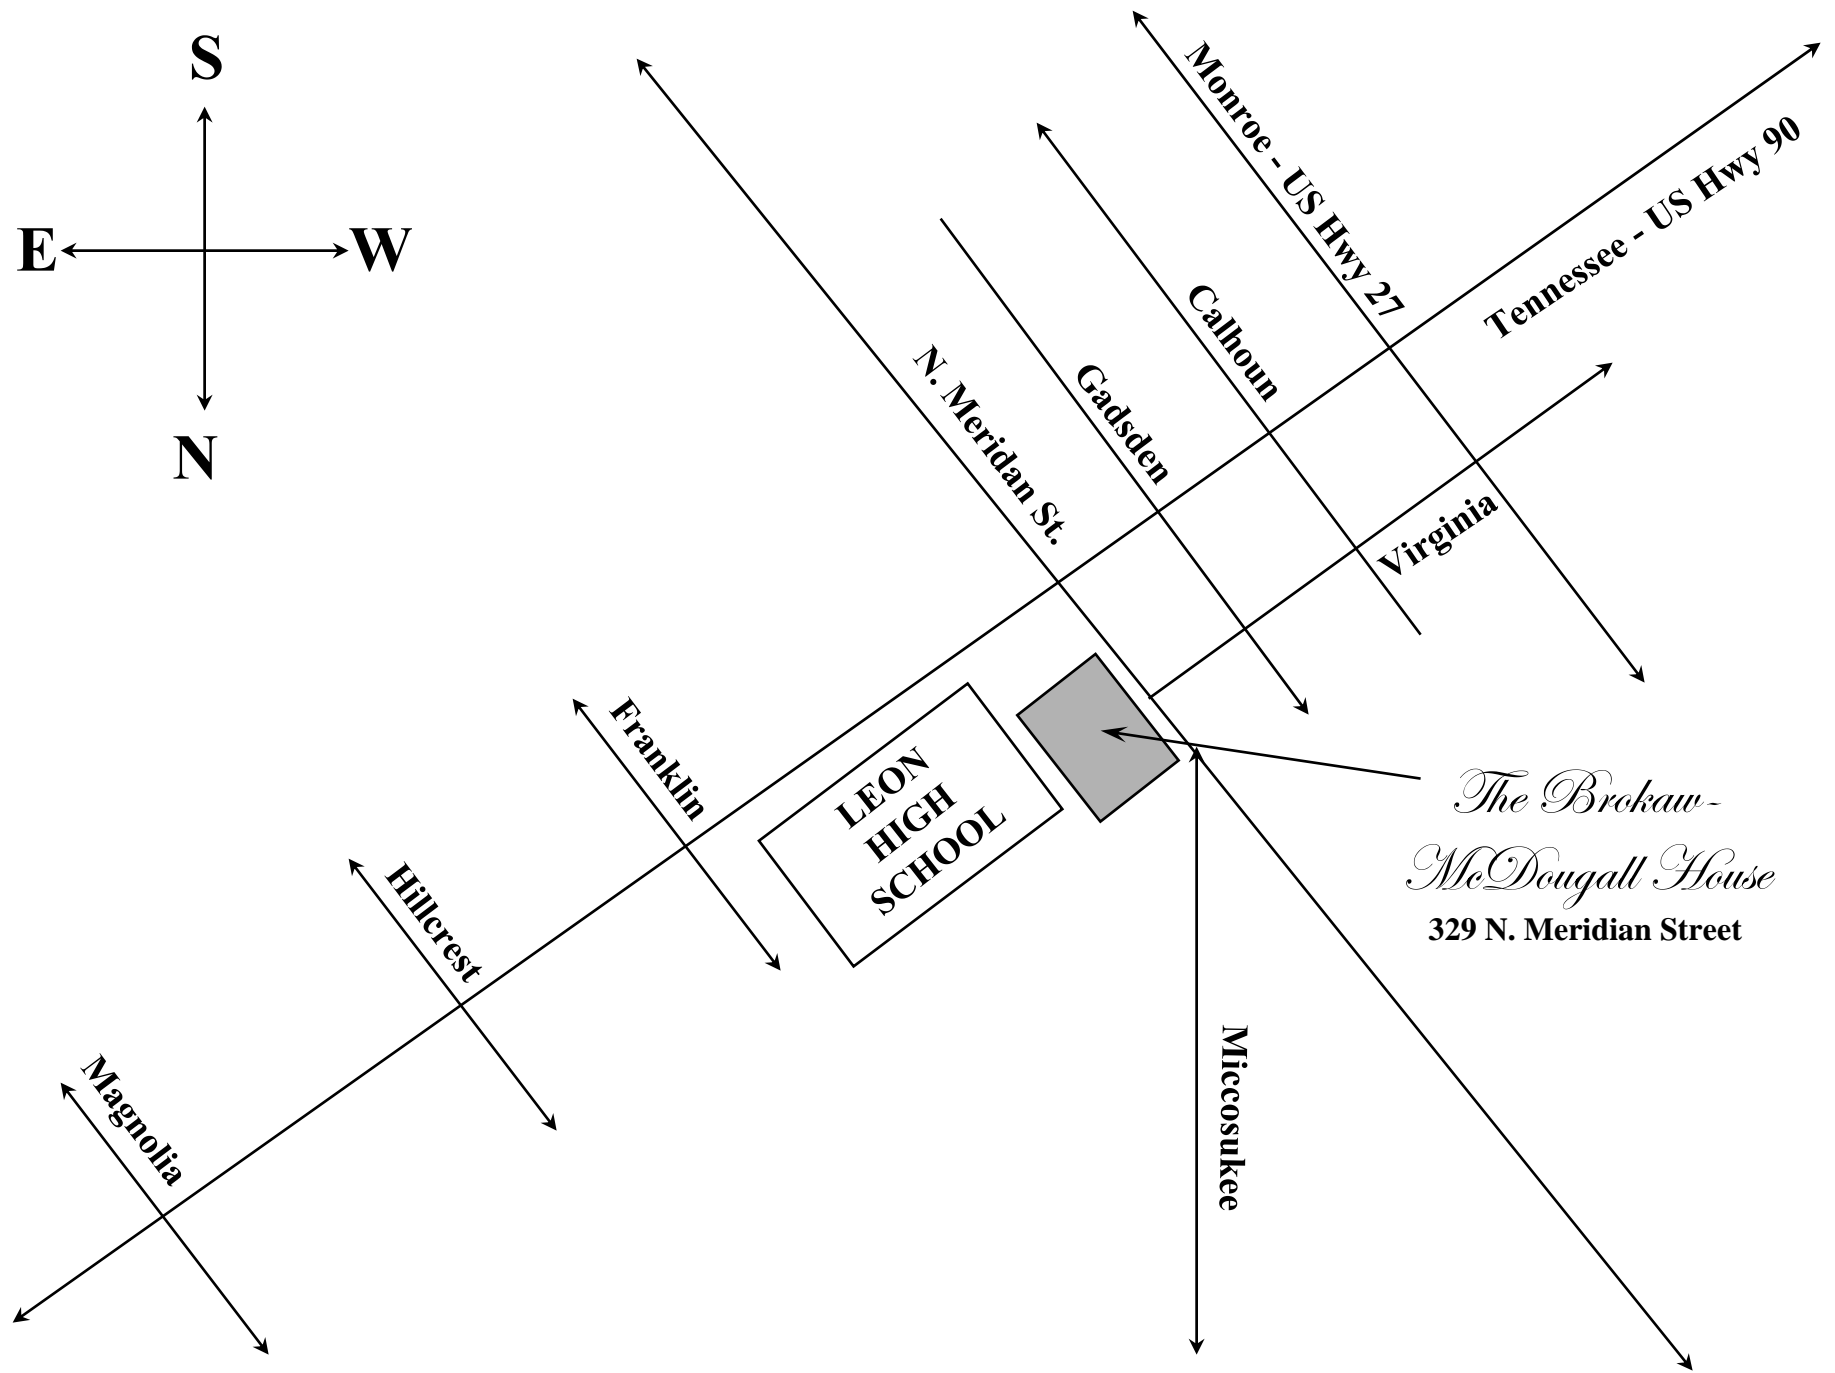 S
E
W
N
Monroe - US Hwy 27
Tennessee - US Hwy 90
Calhoun
Gadsden
N. Meridan St.
Virginia
Franklin
LEON
HIGH
SCHOOL
The Brokaw-
McDougall House
329 N. Meridian Street
Hillcrest
Magnolia
Miccosukee